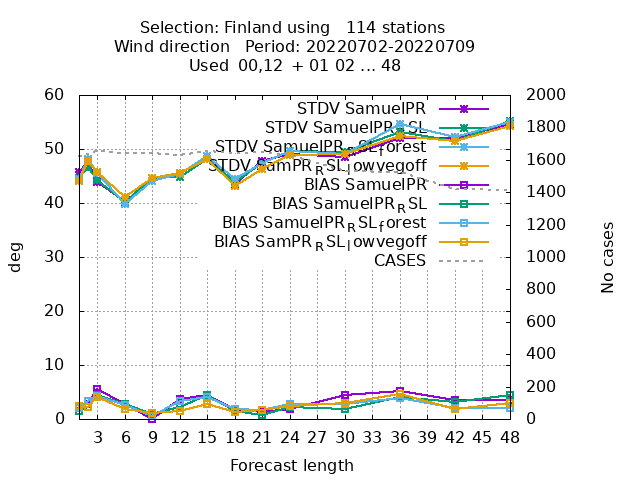 Selection: Finland using   114 stations
Wind direction   Period: 20220702-20220709
Used  00,12  + 01 02 ... 48
60
50
40
30
20
10
0
deg
2000
1800
1600
1400
1200
1000
800
600
400
200
0
No cases
STDV SamuelPR
STDV SamuelPR_RSL
STDV SamuelPR_RSL_forest
STDV SamPR_RSL_lowvegoff
BIAS SamuelPR
BIAS SamuelPR_RSL
BIAS SamuelPR_RSL_forest
BIAS SamPR_RSL_lowvegoff
CASES
3 6 9 12 15 18 21 24 27 30 33 36 39 42 45 48
Forecast length